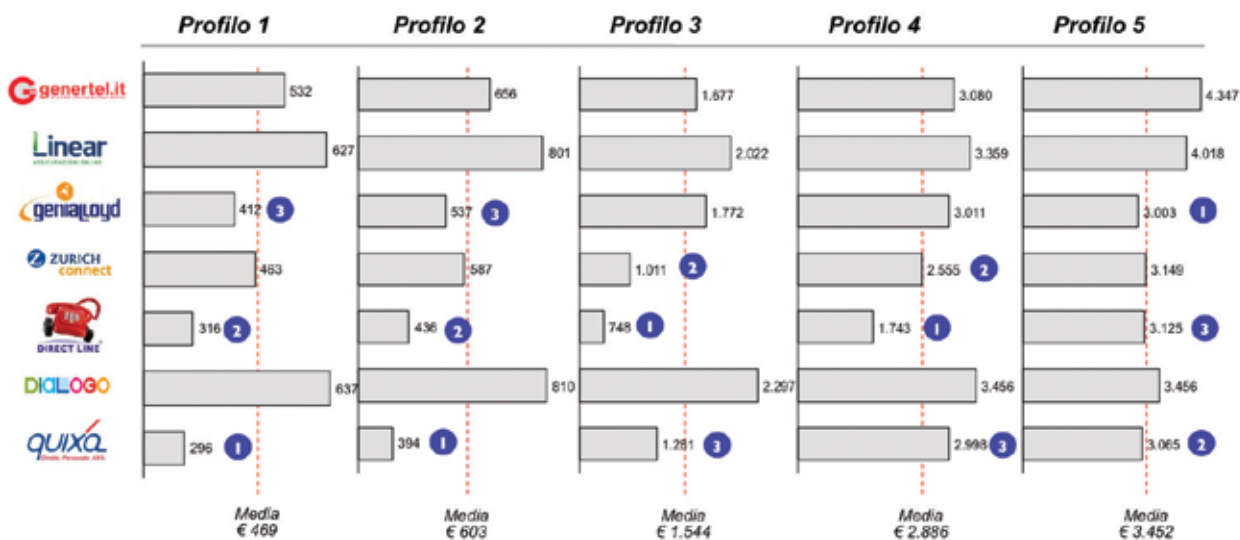 Profilo 1 Profilo 2 Profilo 3 Profilo 4 Profilo 5
genertel.it 532 656 1.677 3.080 4.347
Linear 627 801 2.022 3.359 4.018
genialloyd 412 3 537 3 1.772 3.011 3.003 1
ZURICH connect 463 587 1.011 2 2.555 2 3.149
DIRECT LINE 316 2 436 2 748 1 1.743 1 3.125 3
DIALOGO 637 810 2.297 3.456 3.456
quixa 296 1 394 1 1.281 3 2.998 3 3.065 2
Media Media Media Media Media
€ 469 € 603 € 1.544 € 2.886 € 3.452